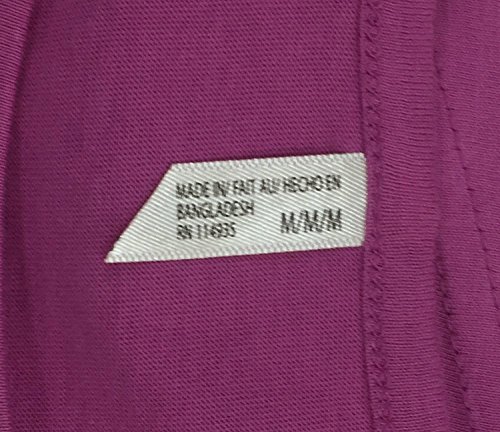 MADE IN/ FAIT AU/ HECHO EN
BANGLADESH
RN 114935 M/M/M